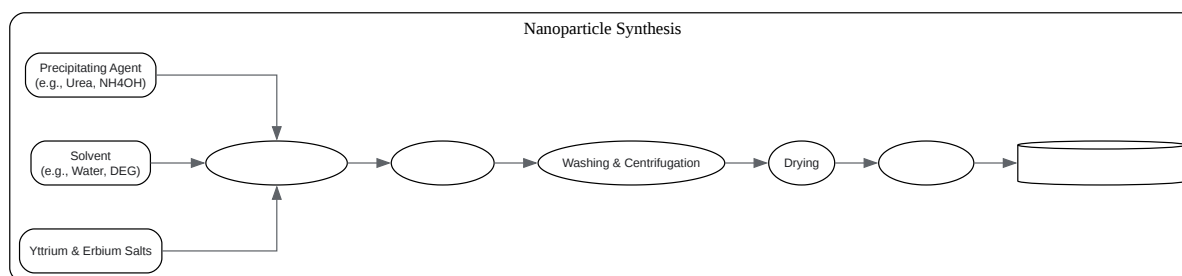 Nanoparticle Synthesis
Precipitating Agent
(e.g., Urea, NH4OH)
Solvent
(e.g., Water, DEG)
Washing & Centrifugation
Drying
Yttrium & Erbium Salts